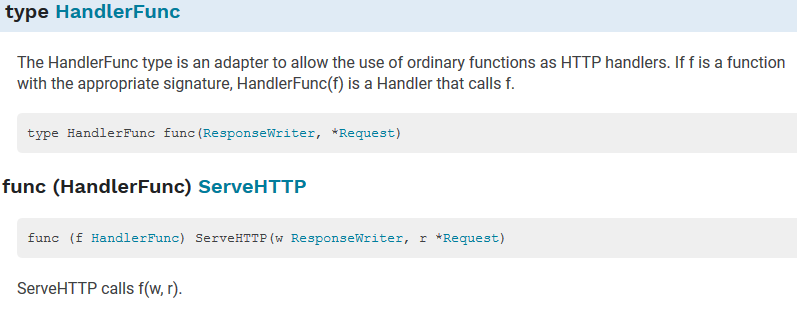 type HandlerFunc
The HandlerFunc type is an adapter to allow the use of ordinary functions as HTTP handlers. If f is a function
with the appropriate signature, HandlerFunc(f) is a Handler that calls f.
type HandlerFunc func(ResponseWriter, *Request)
func (HandlerFunc) ServeHTTP
func (f HandlerFunc) ServeHTTP(w ResponseWriter, r *Request)
ServeHTTP calls f(w, r).